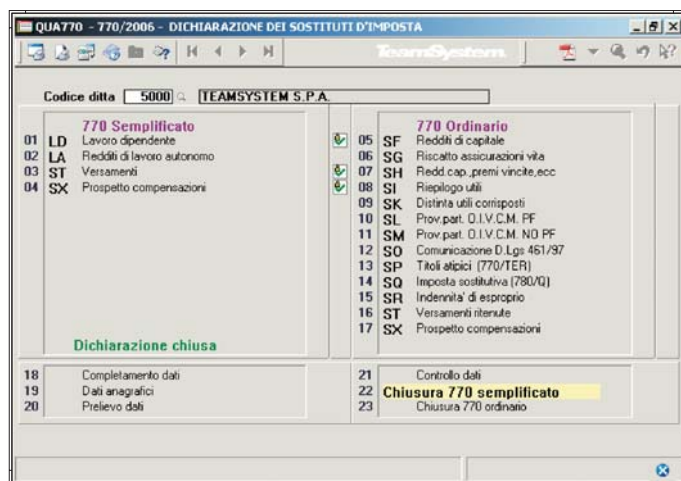 QUA770 - 770/2006 - DICHIARAZIONE DEI SOSTITUTI D'IMPOSTA
TeamSystem
Codice ditta 5000 TEAMSYSTEM S.P.A.
770 Semplificato
01 LD Lavoro dipendente
02 LA Redditi di lavoro autonomo
03 ST Versamenti
04 SX Prospetto compensazioni
Dichiarazione chiusa
770 Ordinario
05 SF Redditi di capitale
06 SG Riscatto assicurazioni vita
07 SH Redd.cap.,premi vincite,ecc
08 SI Riepilogo utili
09 SK Distinta utili corrisposti
10 SL Prov.part. O.I.V.C.M. PF
11 SM Prov.part. O.I.V.C.M. NO PF
12 SO Comunicazione D.Lgs 461/97
13 SP Titoli atipici (770/TER)
14 SQ Imposta sostitutiva (780/Q)
15 SR Indennita' di esproprio
16 ST Versamenti ritenute
17 SX Prospetto compensazioni
18 Completamento dati
19 Dati anagrafici
20 Prelievo dati
21 Controllo dati
22 Chiusura 770 semplificato
23 Chiusura 770 ordinario